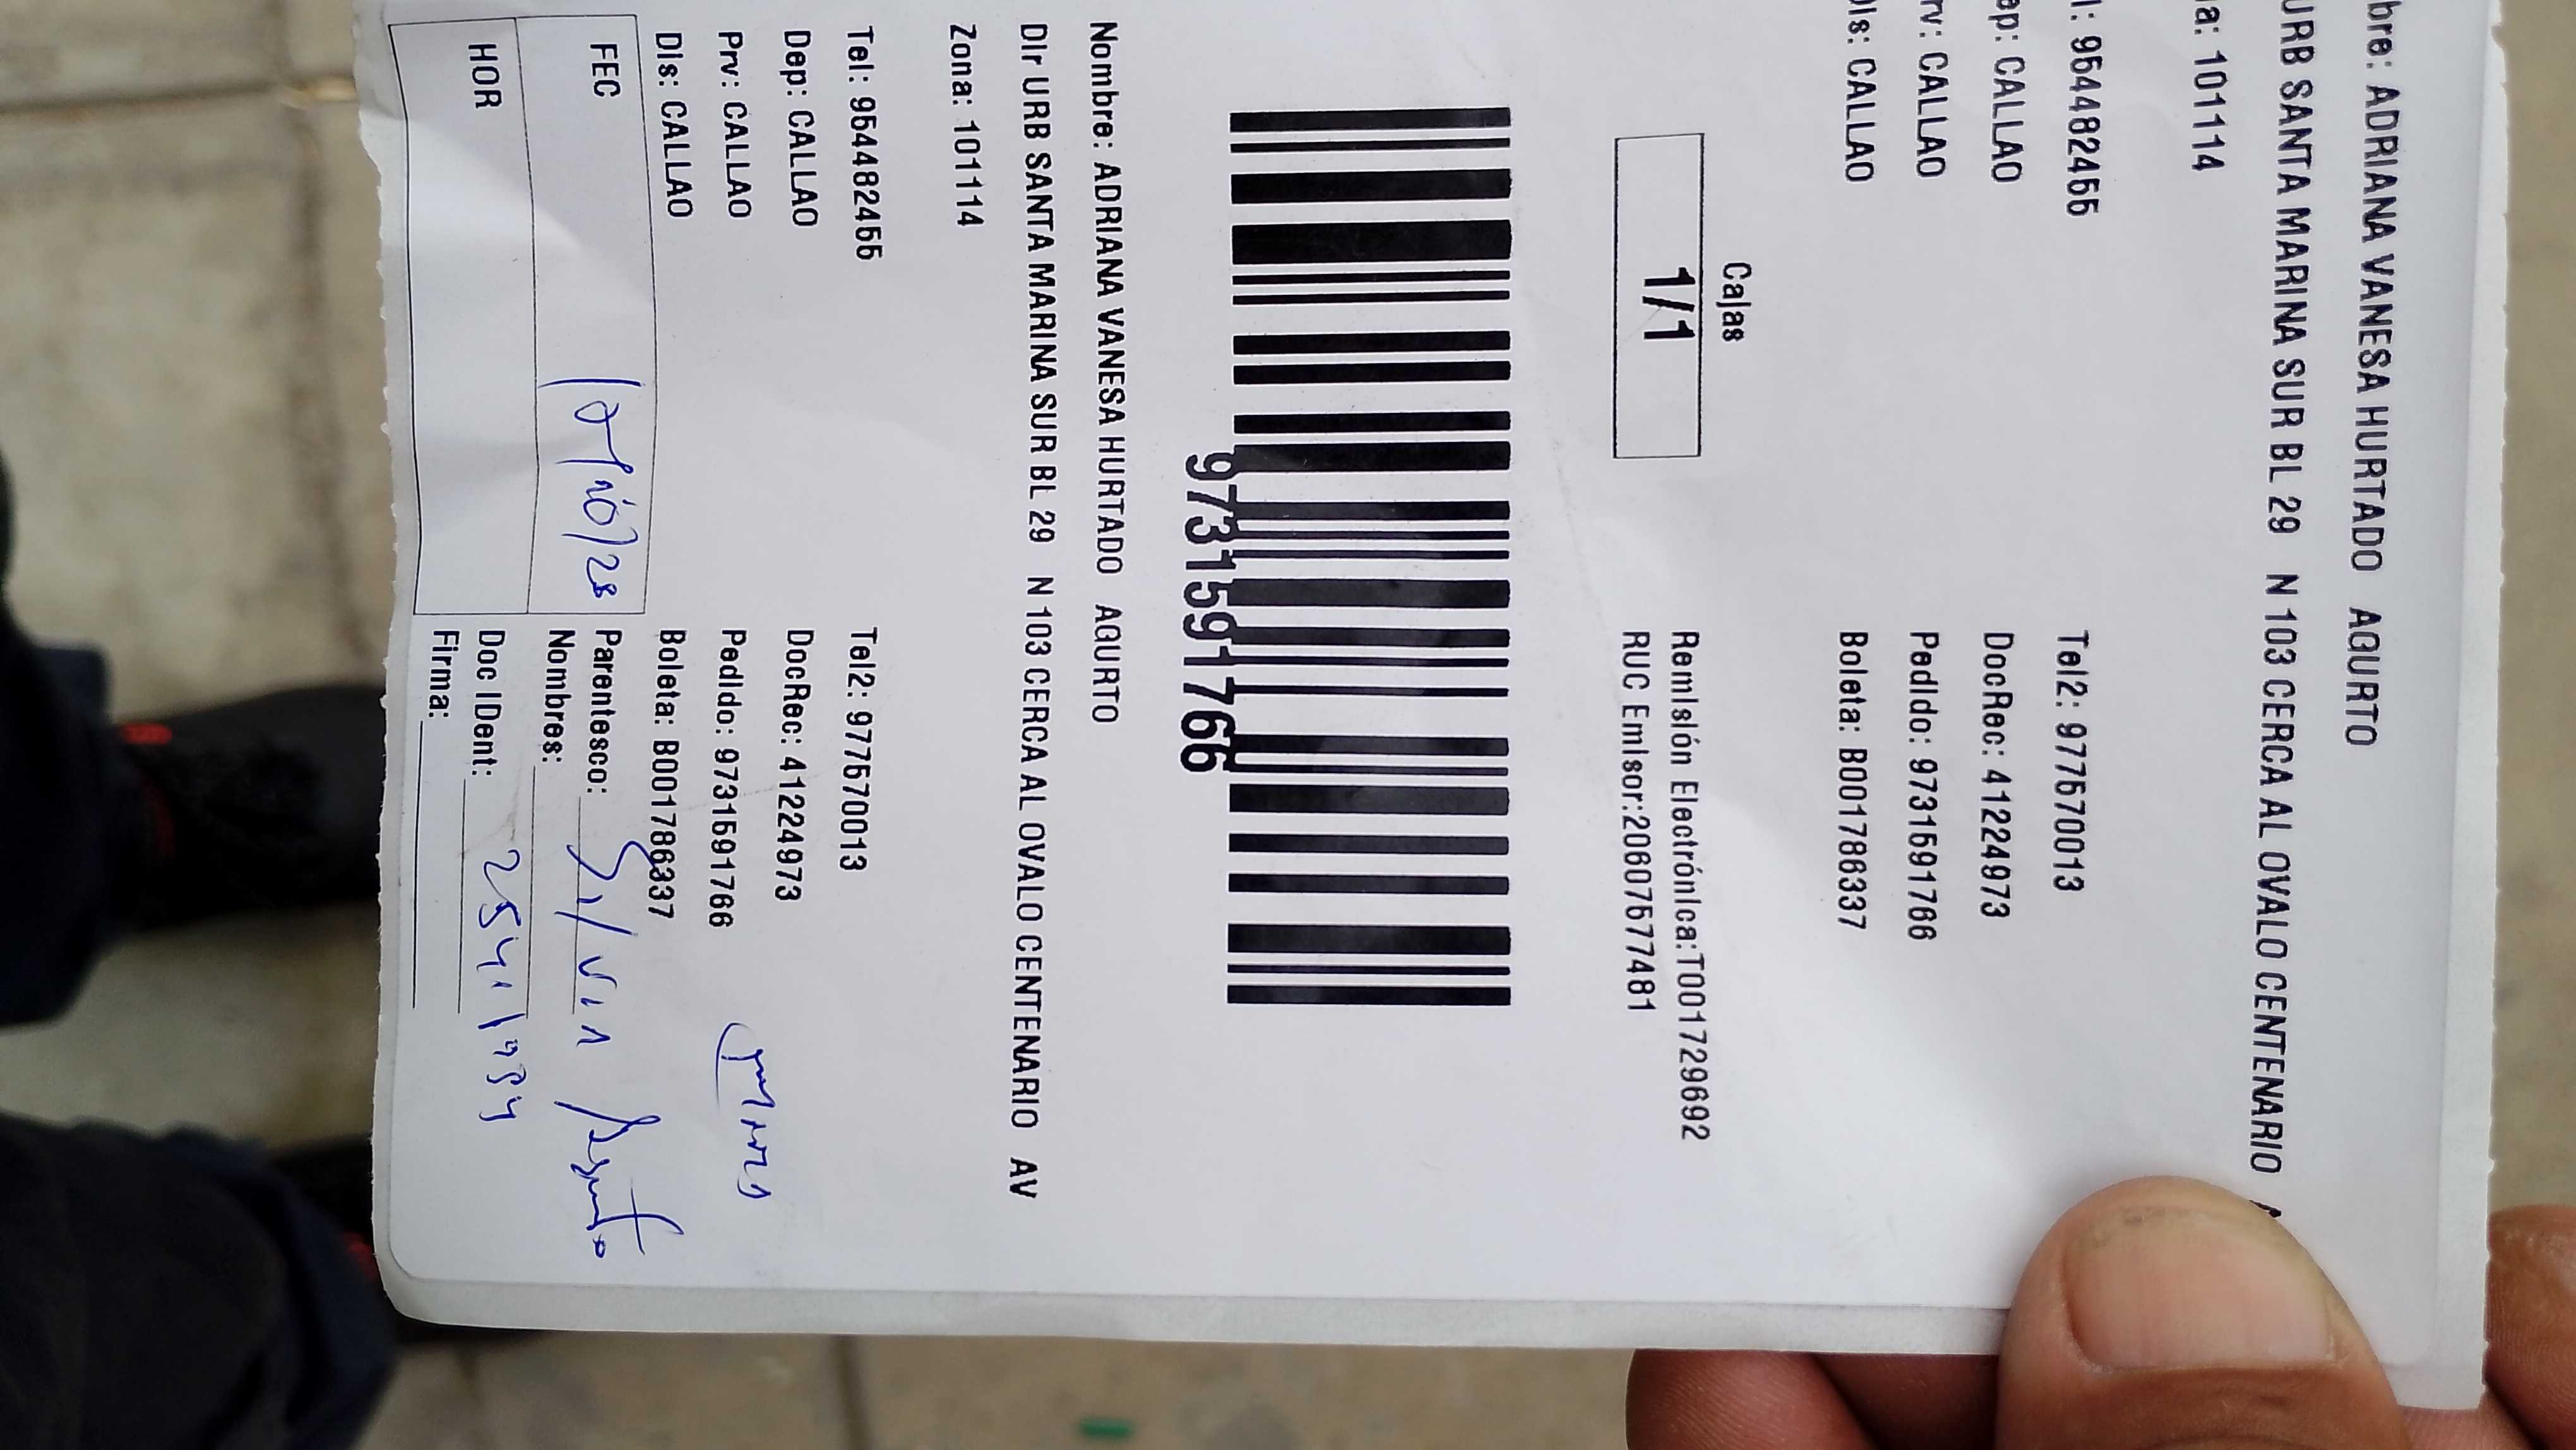 bre: ADRIANA VANESA HURTADO AGURTO
URB SANTA MARINA SUR BL 29 N 103 CERCA AL OVALO CENTENARIO
na: 101114
l: 954482455 Tel2: 977570013
ep: CALLAO DocRec: 41224973
rv: CALLAO Pedido: 9731591766
Dis: CALLAO Boleta: B001786337
Cajas
1/1
Remisión Electrónica:T001729692
RUC Emisor:20607577481
9731591766
Nombre: ADRIANA VANESA HURTADO AGURTO
Dir URB SANTA MARINA SUR BL 29 N 103 CERCA AL OVALO CENTENARIO AV
Zona: 101114
Tel: 954482455 Tel2: 977570013
Dep: CALLAO DocRec: 41224973
Prv: CALLAO Pedido: 9731591766
Dis: CALLAO Boleta: B001786337
FEC Parentesco:
Nombres:
HOR Doc IDent:
Firma: